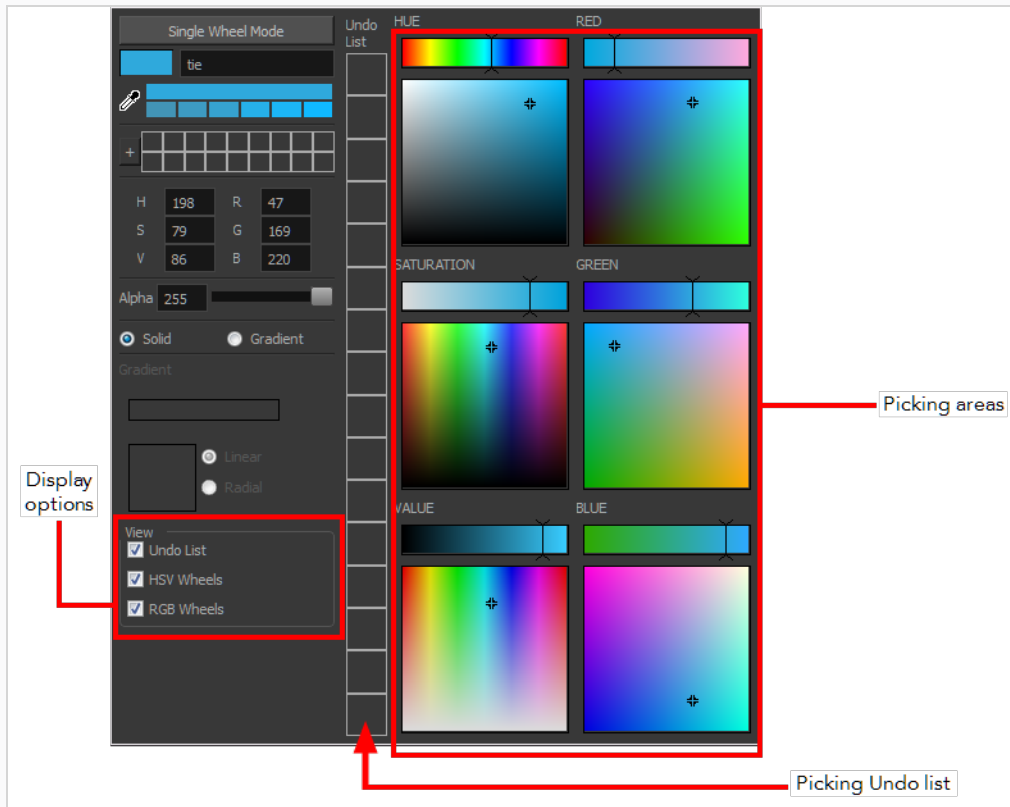 Single Wheel Mode
tie
+
H 198 R 47
S 79 G 169
V 86 B 220
Alpha 255
Solid Gradient
Gradient
Linear
Radial
View
Undo List
HSV Wheels
RGB Wheels
Undo
List
HUE
RED
SATURATION
GREEN
VALUE
BLUE
Display
options
Picking areas
Picking Undo list